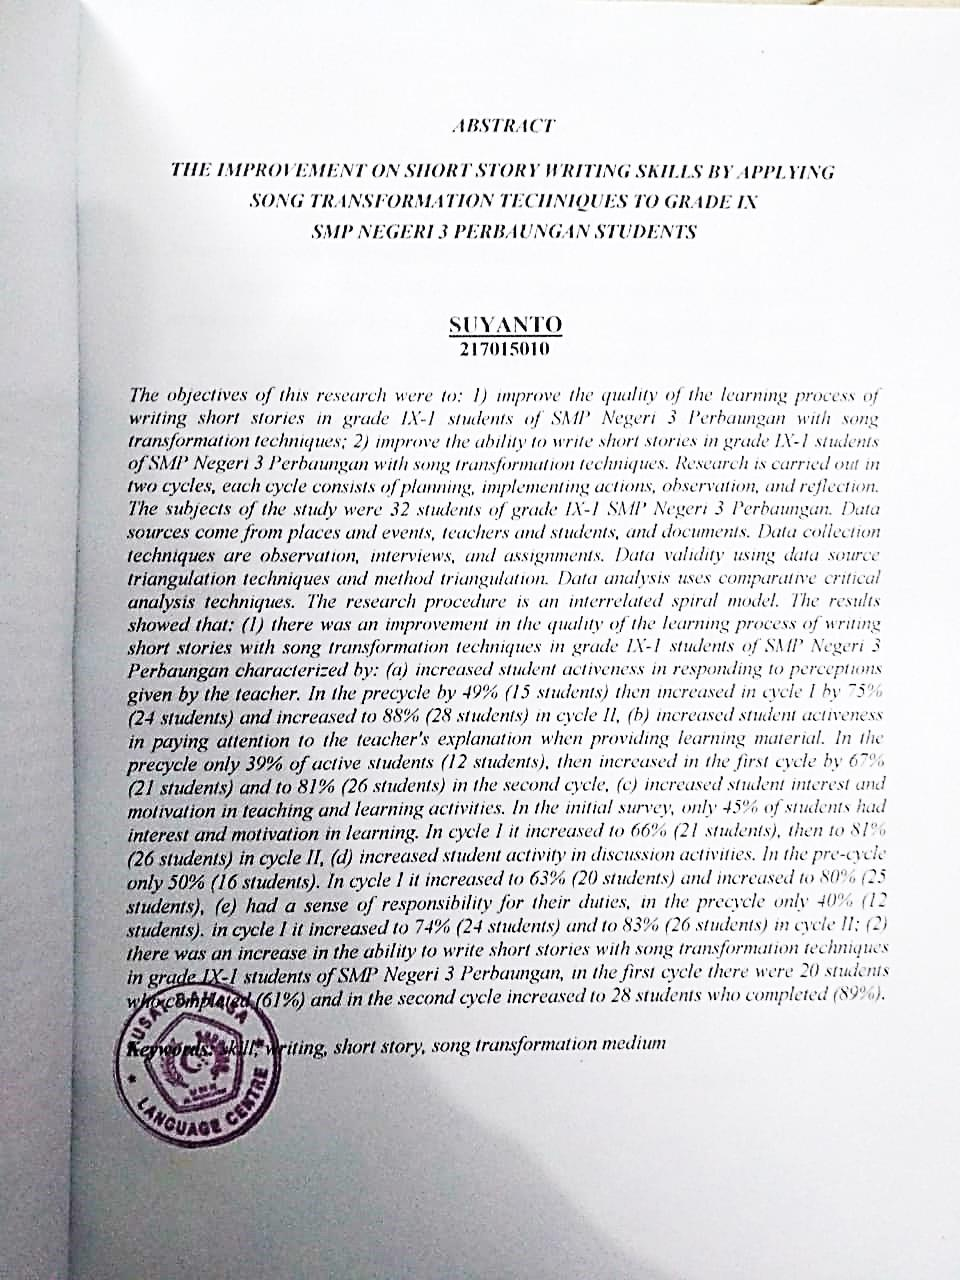 ABSTRACT
THE IMPROVEMENT ON SHORT STORY WRITING SKILLS BY APPLYING
SONG TRANSFORMATION TECHNIQUES TO GRADE IX
SMP NEGERI 3 PERBAUNGAN STUDENTS
SUYANTO
217015010
The objectives of this research were to: 1) improve the quality of the learning process of
writing short stories in grade IX-1 students of SMP Negeri 3 Perbaungan with song
transformation techniques; 2) improve the ability to write short stories in grade IX-1 students
of SMP Negeri 3 Perbaungan with song transformation techniques. Research is carried out in
two cycles, each cycle consists of planning, implementing actions, observation, and reflection.
The subjects of the study were 32 students of grade IX-1 SMP Negeri 3 Perbaungan. Data
sources come from places and events, teachers and students, and documents. Data collection
techniques are observation, interviews, and assignments. Data validity using data source
triangulation techniques and method triangulation. Data analysis uses comparative critical
analysis techniques. The research procedure is an interrelated spiral model. The results
showed that: (1) there was an improvement in the quality of the learning process of writing
short stories with song transformation techniques in grade IX-1 students of SMP Negeri 3
Perbaungan characterized by: (a) increased student activeness in responding to perceptions
given by the teacher. In the precycle by 49% (15 students) then increased in cycle I by 75%
(24 students) and increased to 88% (28 students) in cycle II, (b) increased student activeness
in paying attention to the teacher's explanation when providing learning material. In the
precycle only 39% of active students (12 students), then increased in the first cycle by 67%
(21 students) and to 81% (26 students) in the second cycle, (c) increased student interest and
motivation in teaching and learning activities. In the initial survey, only 45% of students had
interest and motivation in learning. In cycle I it increased to 66% (21 students), then to 81%
(26 students) in cycle II, (d) increased student activity in discussion activities. In the pre-cycle
only 50% (16 students). In cycle I it increased to 63% (20 students) and increased to 80% (25
students), (e) had a sense of responsibility for their duties, in the precycle only 40% (12
students). in cycle I it increased to 74% (24 students) and to 83% (26 students) in cycle II; (2)
there was an increase in the ability to write short stories with song transformation techniques
in grade IX-1 students of SMP Negeri 3 Perbaungan, in the first cycle there were 20 students
who completed (61%) and in the second cycle increased to 28 students who completed (89%).
Keywords: skill, writing, short story, song transformation medium
PUSAT BAHASA
LANGUAGE CENTRE